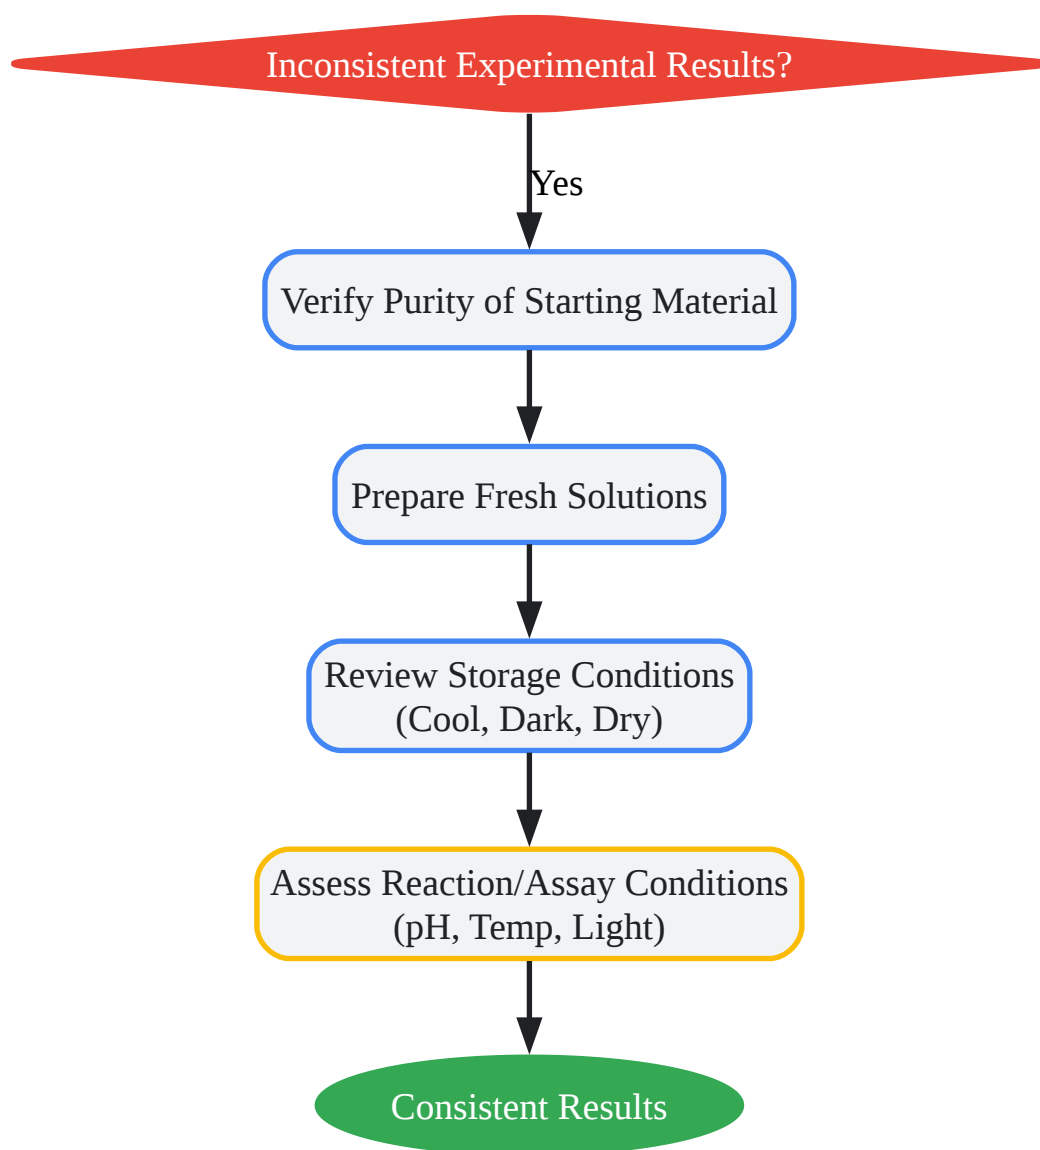 Inconsistent Experimental Results?
Yes
Verify Purity of Starting Material
Prepare Fresh Solutions
Review Storage Conditions
(Cool, Dark, Dry)
Assess Reaction/Assay Conditions
(pH, Temp, Light)
Consistent Results